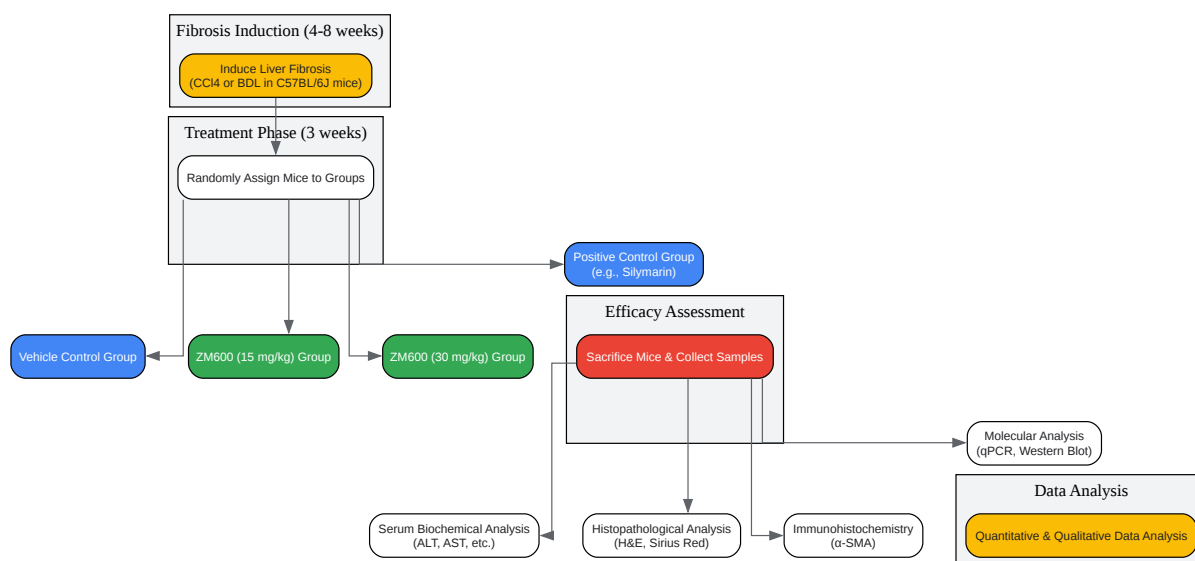 Fibrosis Induction (4-8 weeks)
Induce Liver Fibrosis
(CCl4 or BDL in C57BL/6J mice)
Treatment Phase (3 weeks)
Randomly Assign Mice to Groups
Positive Control Group
(e.g., Silymarin)
Efficacy Assessment
Vehicle Control Group
ZM600 (15 mg/kg) Group
ZM600 (30 mg/kg) Group
Sacrifice Mice & Collect Samples
Molecular Analysis
(qPCR, Western Blot)
Data Analysis
Serum Biochemical Analysis
(ALT, AST, etc.)
Histopathological Analysis
(H&E, Sirius Red)
Immunohistochemistry
(α-SMA)
Quantitative & Qualitative Data Analysis